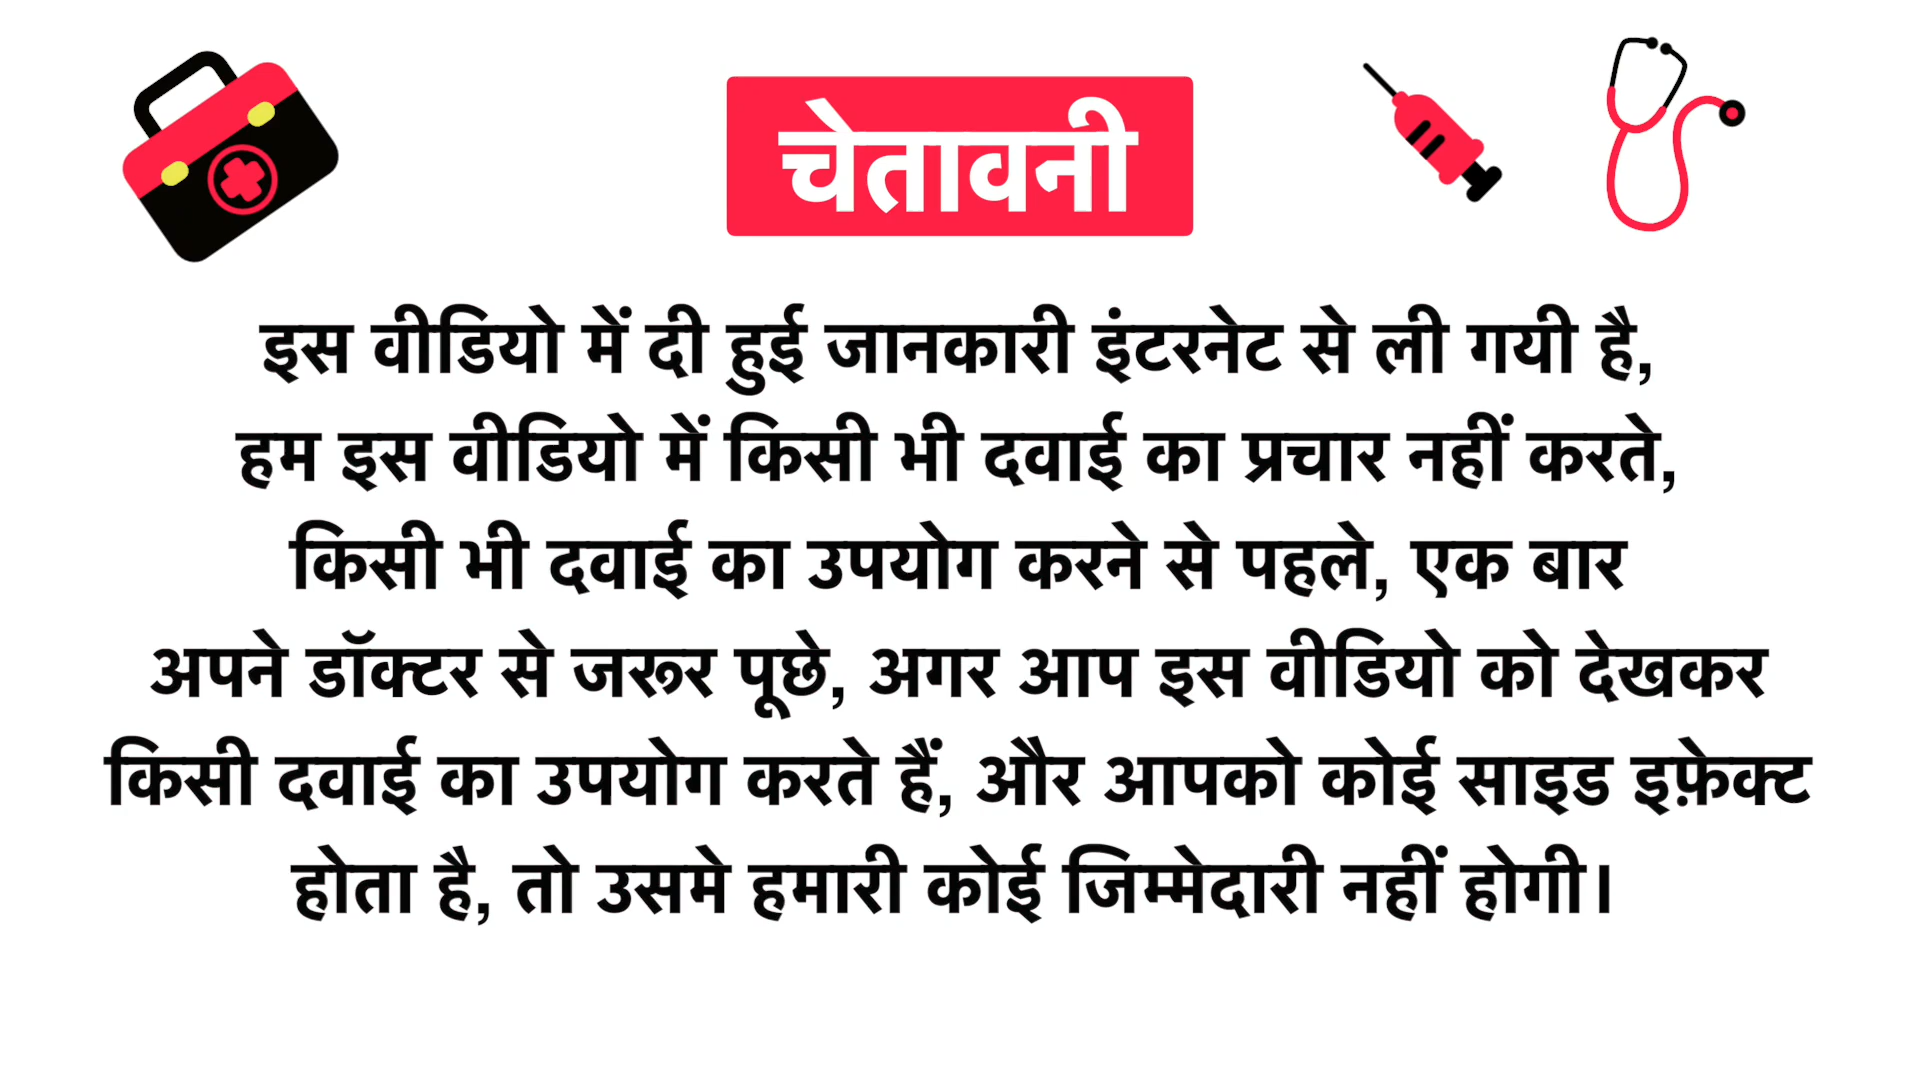 चेतावनी
इस वीडियो में दी हुई जानकारी इंटरनेट से ली गयी है,
हम इस वीडियो में किसी भी दवाई का प्रचार नहीं करते,
किसी भी दवाई का उपयोग करने से पहले, एक बार
अपने डॉक्टर से जरूर पूछे, अगर आप इस वीडियो को देखकर
किसी दवाई का उपयोग करते हैं, और आपको कोई साइड इफ़ेक्ट
होता है, तो उसमे हमारी कोई जिम्मेदारी नहीं होगी।